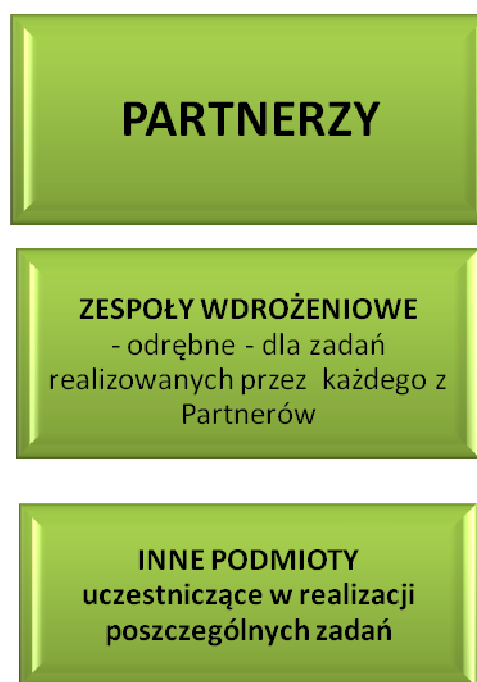 PARTNERZY
ZESPOŁY WDROŻENIOWE
- odrębne - dla zadań
realizowanych przez każdego z
Partnerów
INNE PODMIOTY
uczestniczące w realizacji
poszczególnych zadań